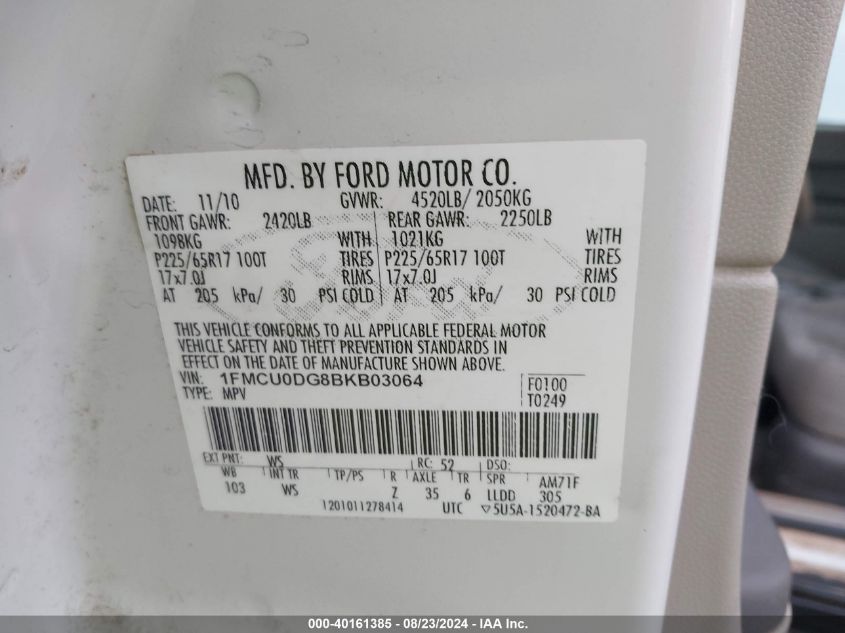 MFD. BY FORD MOTOR CO.
DATE: 11/10 GVWR: 4520LB/ 2050KG
FRONT GAWR: 2420LB REAR GAWR: 2250LB
1098KG WITH 1021KG WITH
P225/65R17 100T TIRES P225/65R17 100T TIRES
17x7.0J RIMS 17x7.0J RIMS
AT 205 kPa/ 30 PSI COLD AT 205 kPa/ 30 PSI COLD
THIS VEHICLE CONFORMS TO ALL APPLICABLE FEDERAL MOTOR
VEHICLE SAFETY AND THEFT PREVENTION STANDARDS IN
EFFECT ON THE DATE OF MANUFACTURE SHOWN ABOVE.
VIN: 1FMCU0DG8BKB03064 F0100
TYPE: MPV T0249
EXT PNT: WS RC: 52 DSO:
WB INT TR TP/PS R AXLE TR SPR AM71F
103 WS Z 35 6 LLDD 305
1201011278414 UTC ▽5U5A-1520472-BA
000-40161385 - 08/23/2024 - IAA Inc.